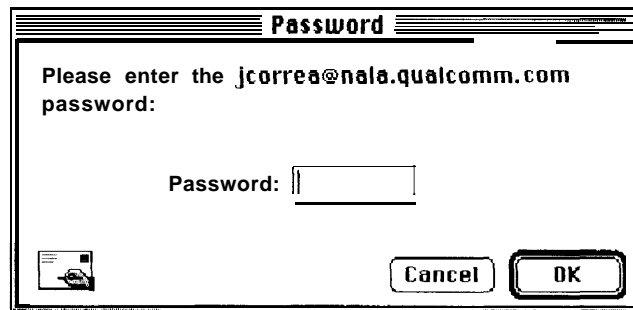 Password
Please enter the jcorrea@nala.qualcomm.com
password:
Password:
Cancel OK